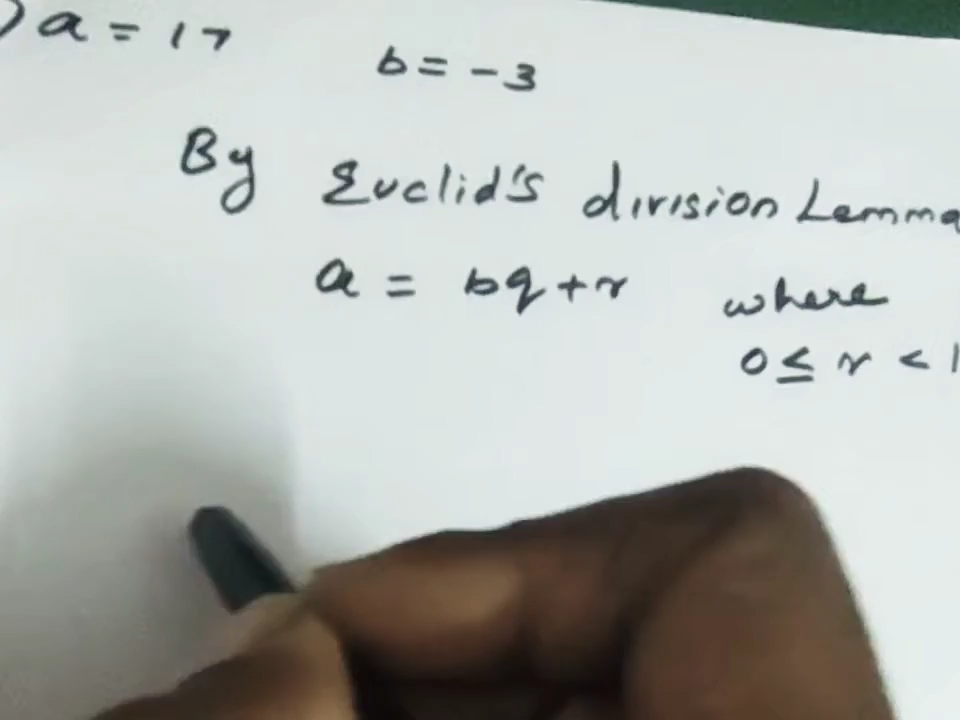 ) a = 17
b = -3
By Euclid's division Lemma
a = bq + r where
0 ≤ r < |